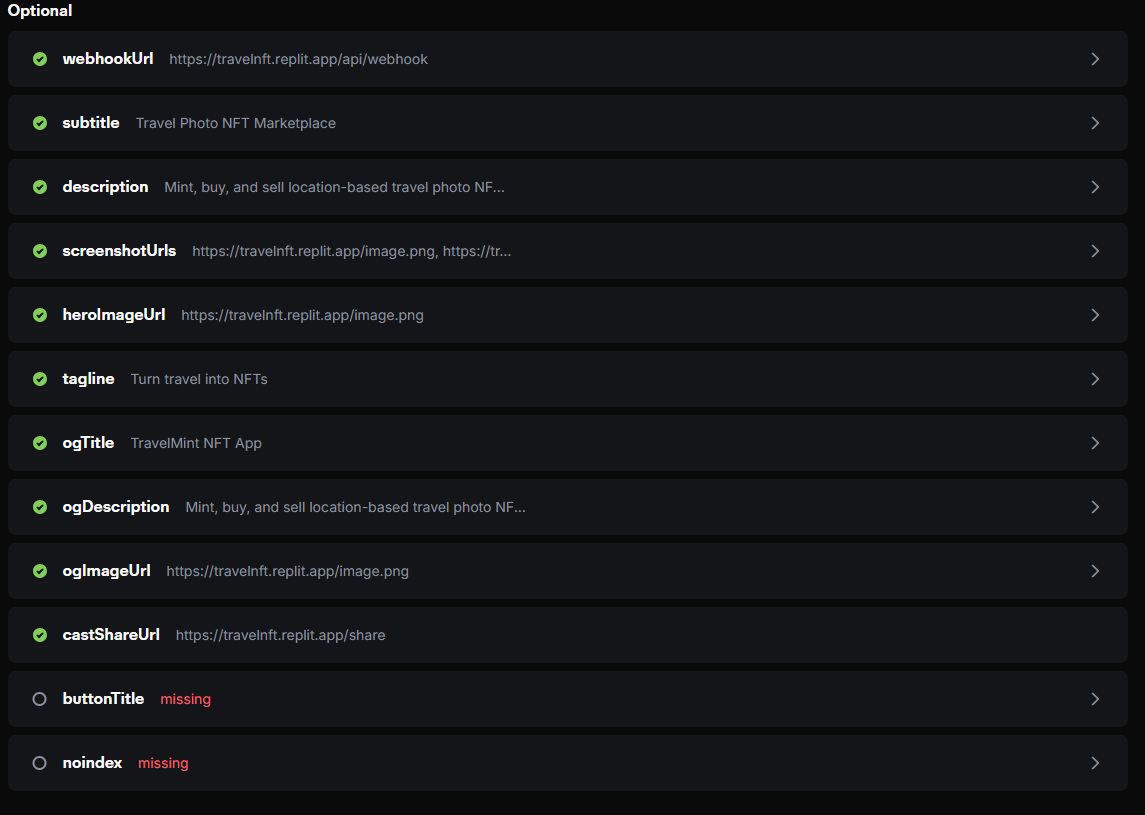 Optional
webhookUrl https://travelnft.replit.app/api/webhook
subtitle Travel Photo NFT Marketplace
description Mint, buy, and sell location-based travel photo NF...
screenshotUrls https://travelnft.replit.app/image.png, https://tr...
heroImageUrl https://travelnft.replit.app/image.png
tagline Turn travel into NFTs
ogTitle TravelMint NFT App
ogDescription Mint, buy, and sell location-based travel photo NF...
ogImageUrl https://travelnft.replit.app/image.png
castShareUrl https://travelnft.replit.app/share
buttonTitle missing
noindex missing